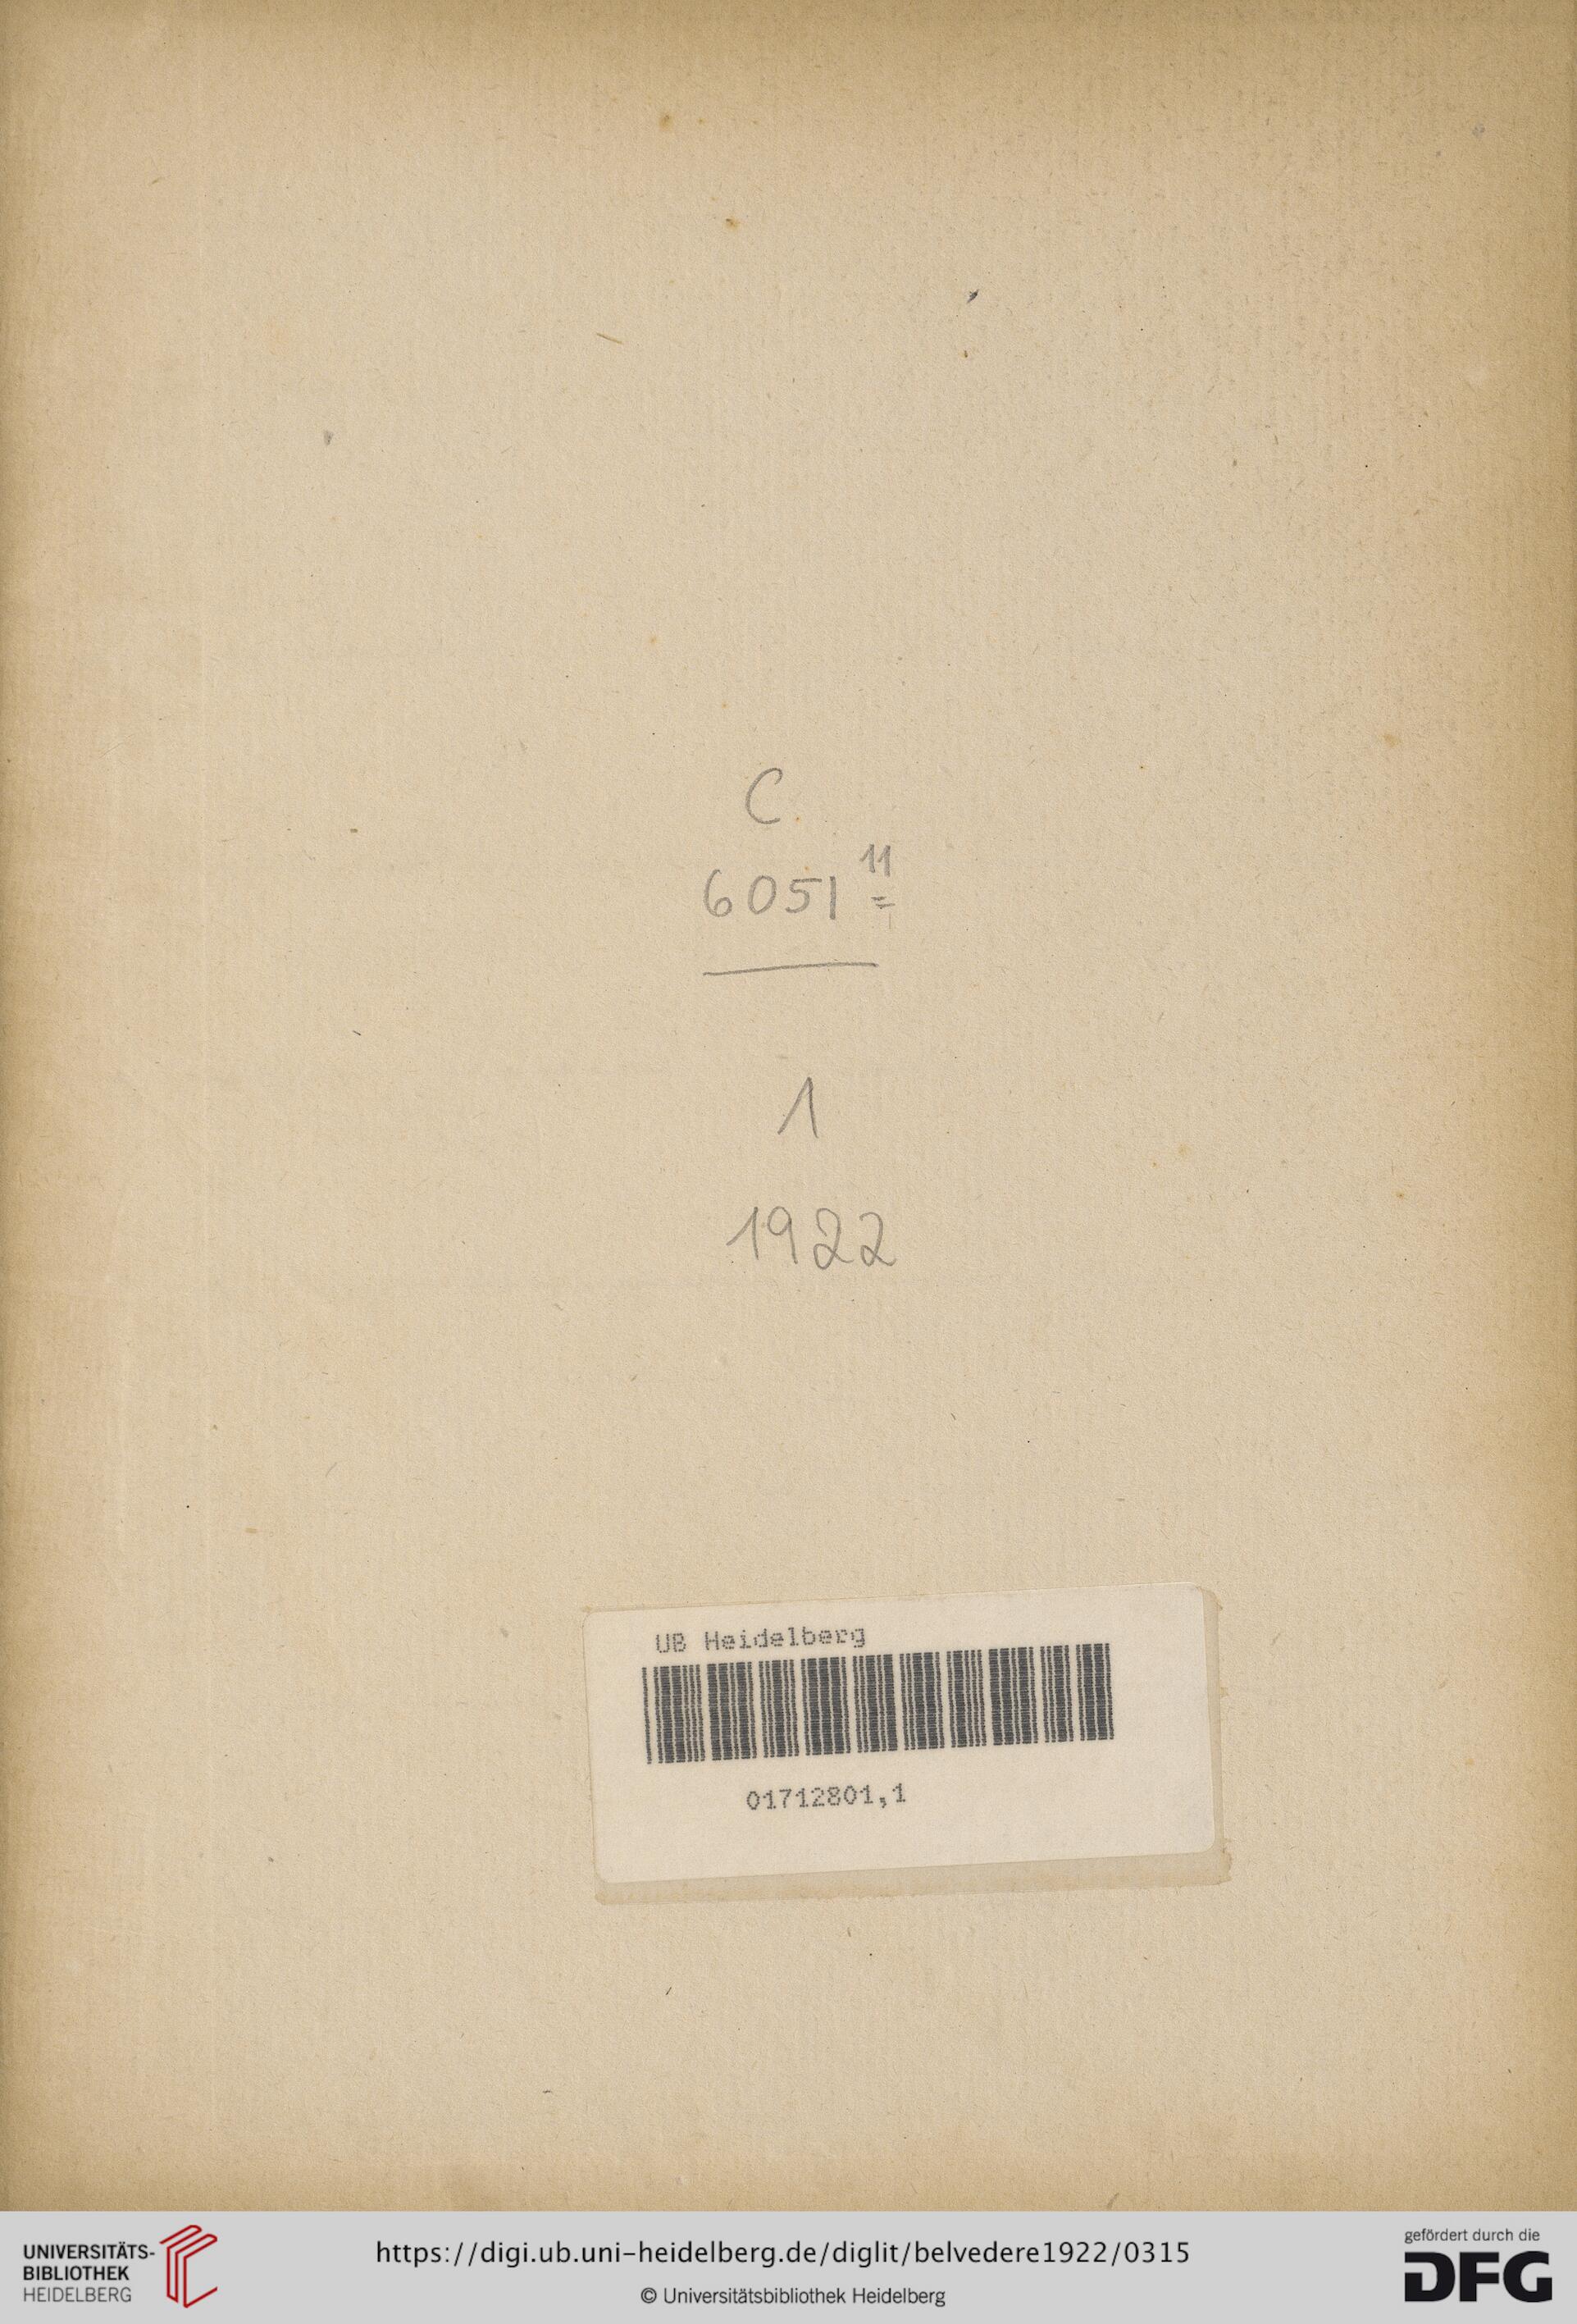 C
6051 11
=
1
1922
UB Heidelberg
01712801,1
UNIVERSITÄTS-
BIBLIOTHEK
HEIDELBERG
https://digi.ub.uni-heidelberg.de/diglit/belvedere1922/0315
© Universitätsbibliothek Heidelberg
gefördert durch die
DFG